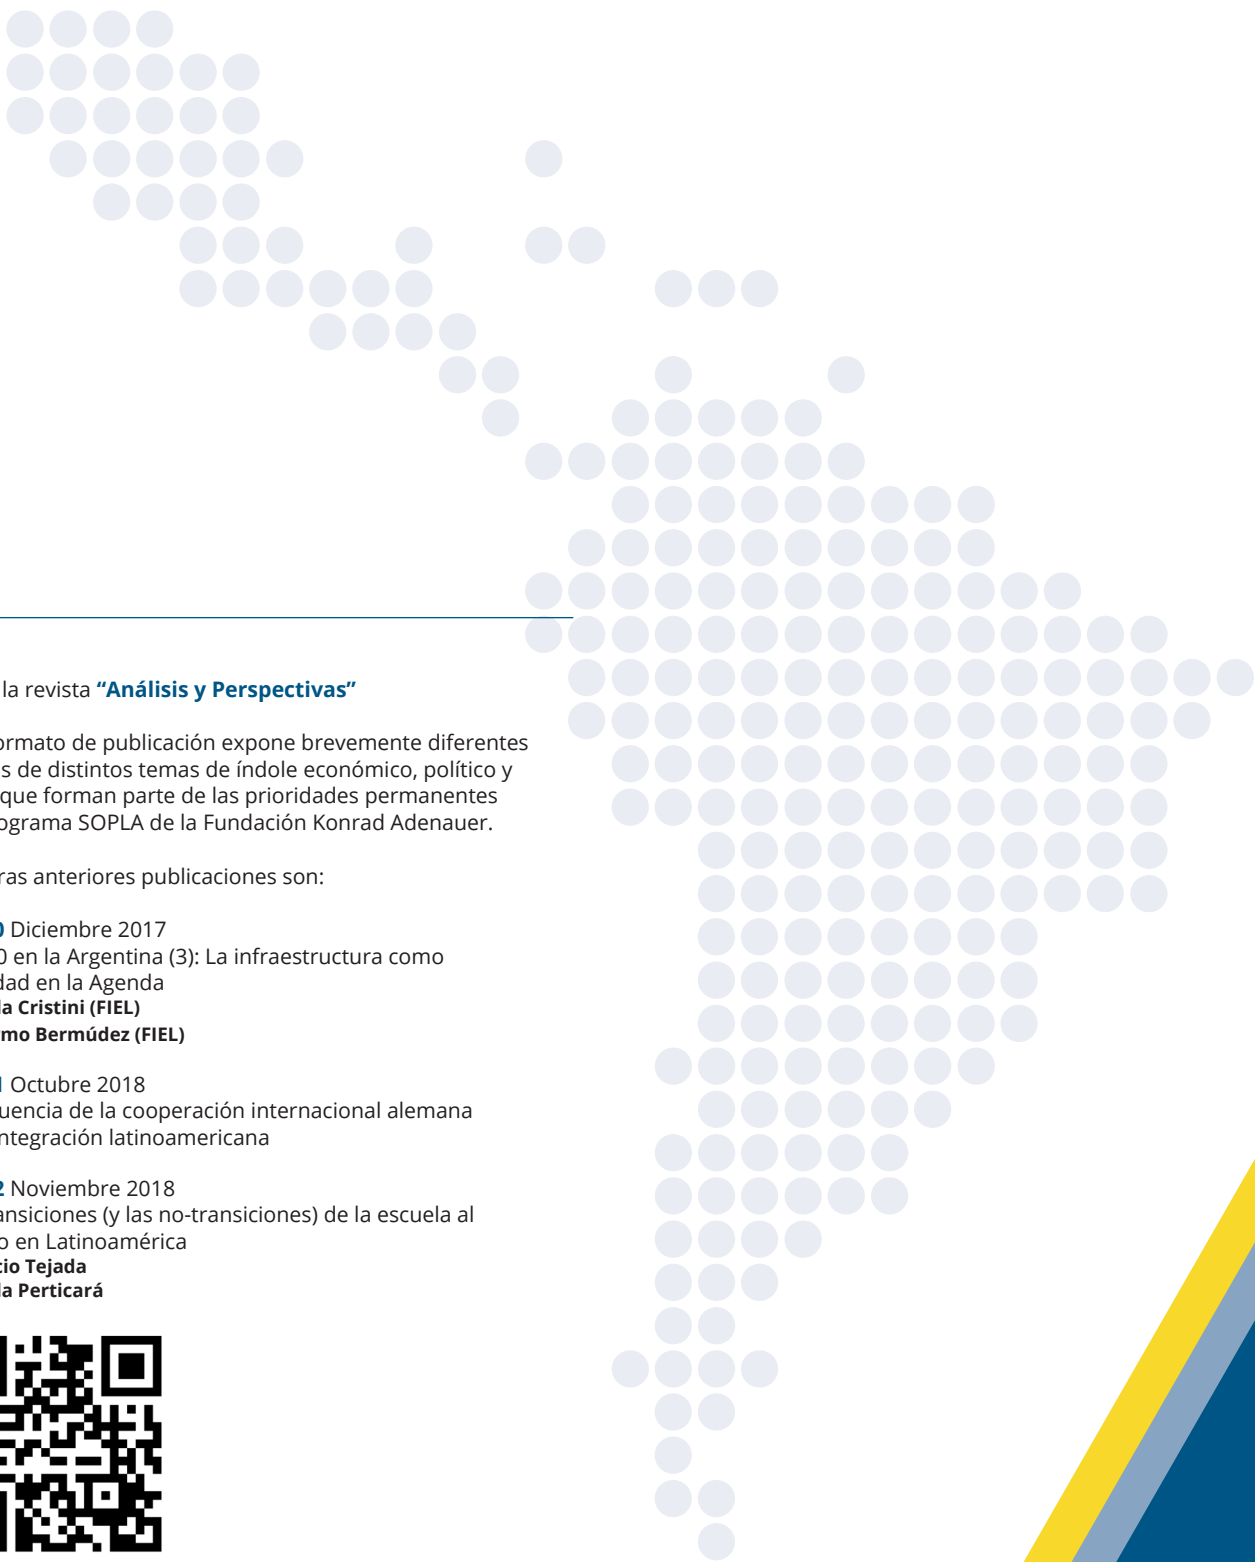 la revista “Análisis y Perspectivas”
ormato de publicación expone brevemente diferentes
s de distintos temas de índole económico, político y
que forman parte de las prioridades permanentes
ograma SOPLA de la Fundación Konrad Adenauer.
ras anteriores publicaciones son:
0 Diciembre 2017
0 en la Argentina (3): La infraestructura como
dad en la Agenda
la Cristini (FIEL)
rmo Bermúdez (FIEL)
1 Octubre 2018
uencia de la cooperación internacional alemana
ntegración latinoamericana
2 Noviembre 2018
ansiciones (y las no-transiciones) de la escuela al
o en Latinoamérica
cio Tejada
la Perticará